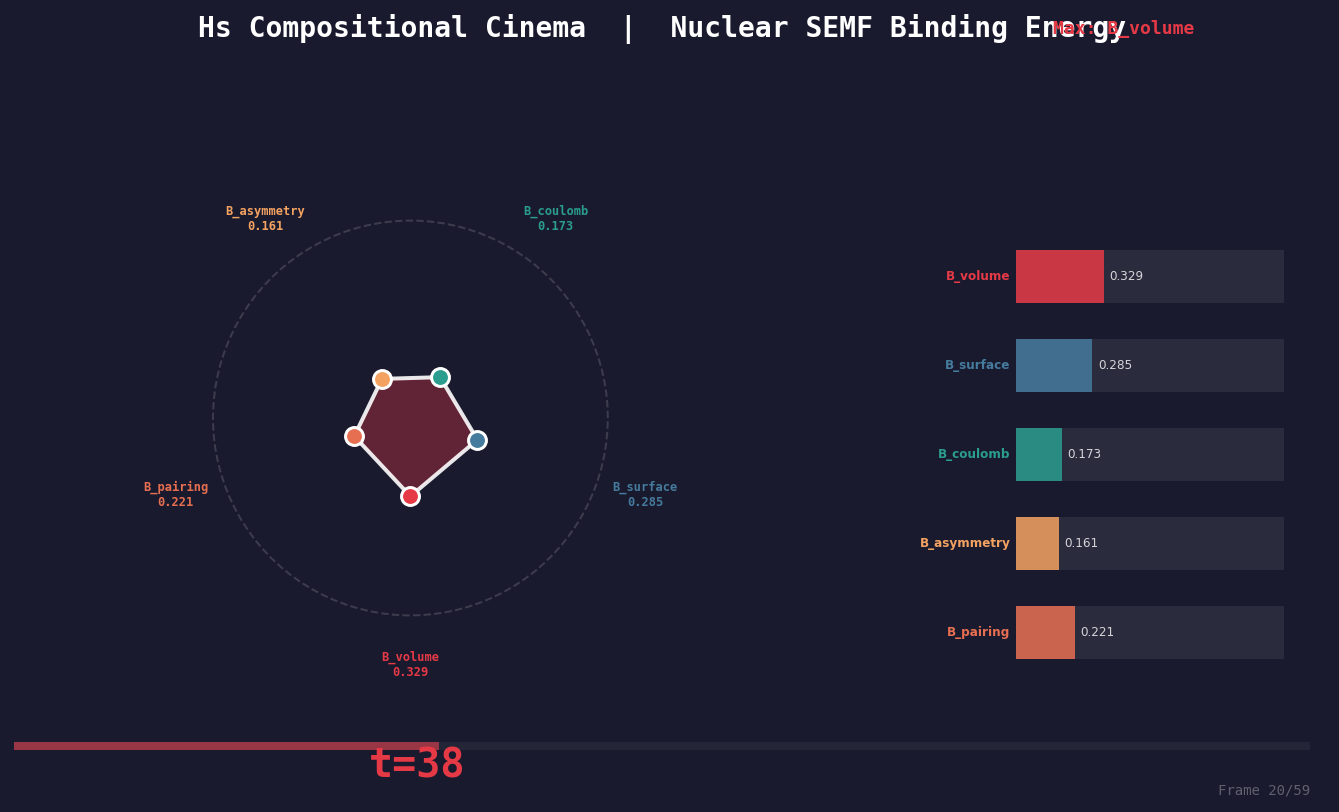 Hs Compositional Cinema | Nuclear SEMF Binding Energy
Max: B_volume
B_asymmetry
0.161
B_coulomb
0.173
B_pairing
0.221
B_surface
0.285
B_volume
0.329
B_volume 0.329
B_surface 0.285
B_coulomb 0.173
B_asymmetry 0.161
B_pairing 0.221
t=38
Frame 20/59